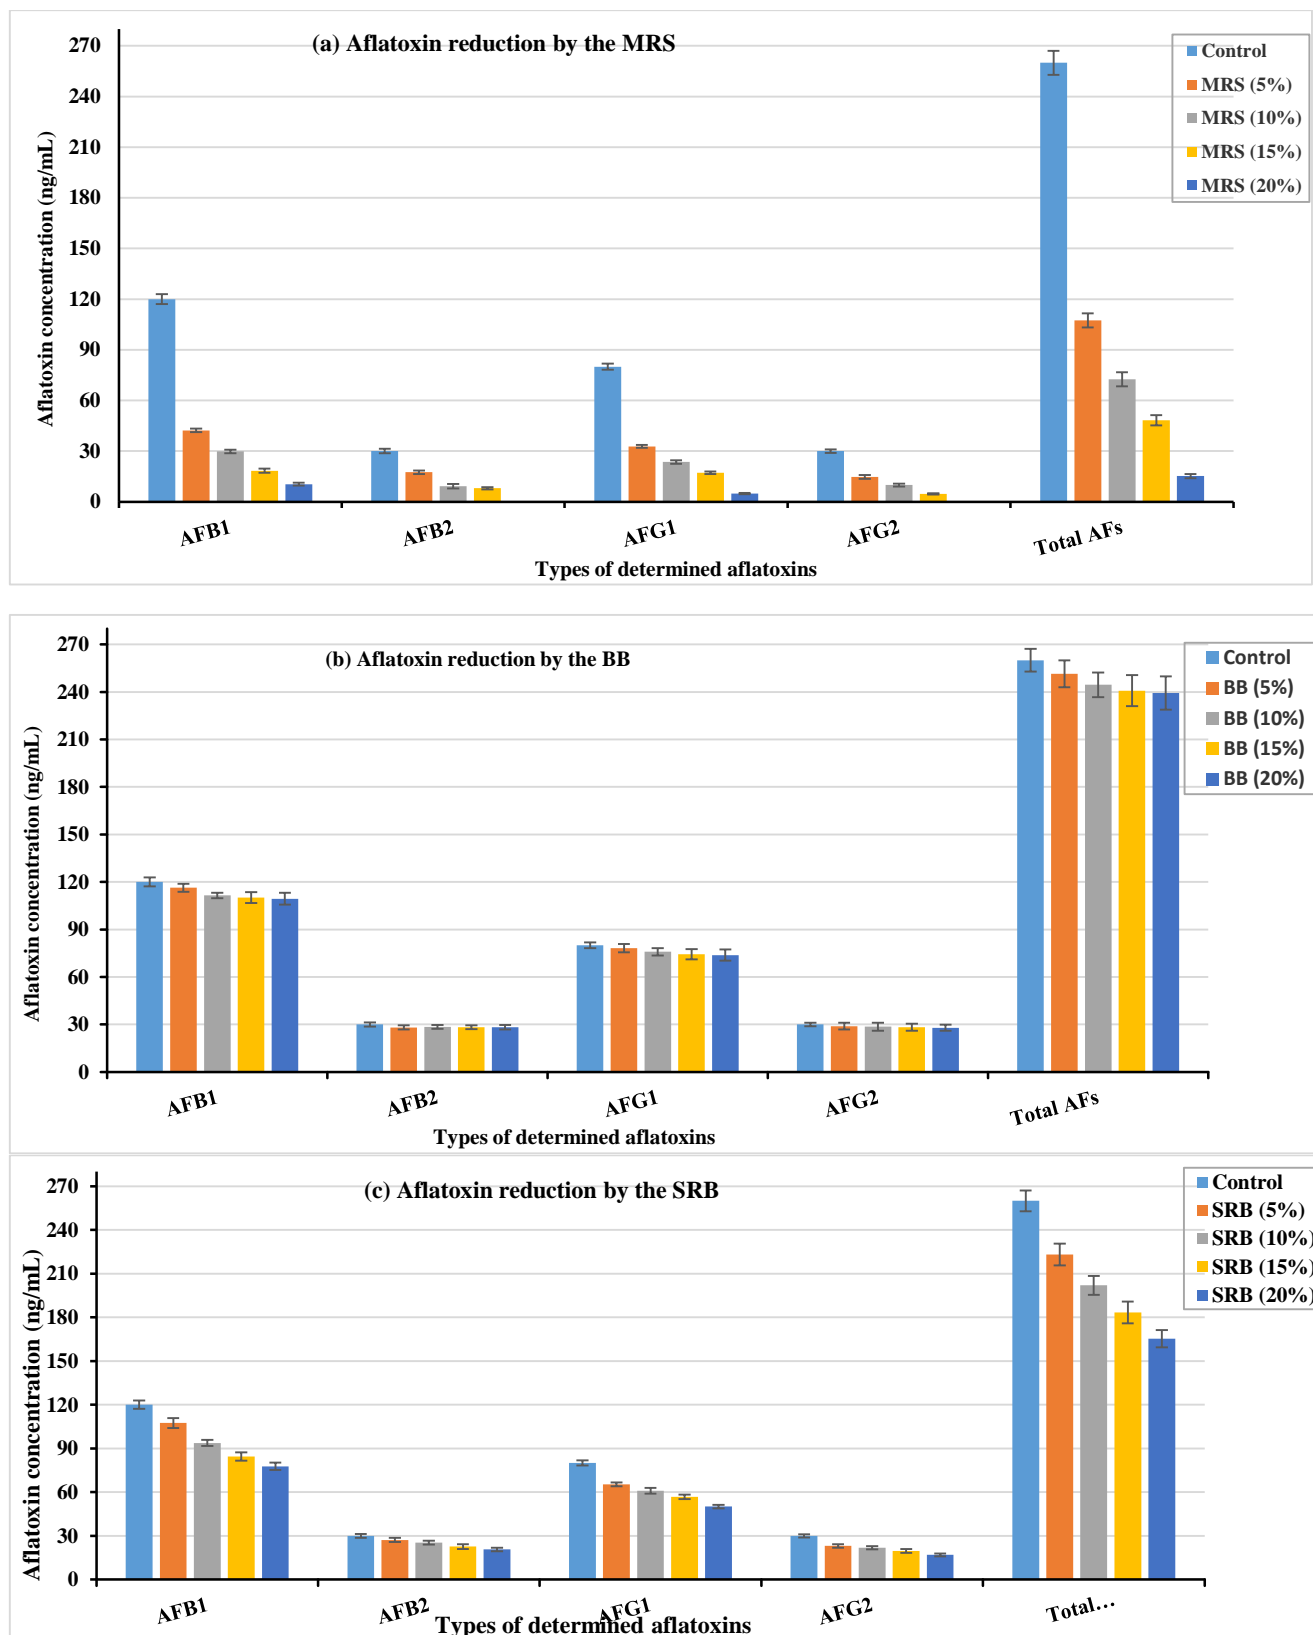 (a) Aflatoxin reduction by the MRS
Aflatoxin concentration (ng/mL)
270
240
210
180
150
120
90
60
30
0
Control
MRS (5%)
MRS (10%)
MRS (15%)
MRS (20%)
AFB1
AFB2
AFG1
AFG2
Total AFs
Types of determined aflatoxins
(b) Aflatoxin reduction by the BB
Aflatoxin concentration (ng/mL)
270
240
210
180
150
120
90
60
30
0
Control
BB (5%)
BB (10%)
BB (15%)
BB (20%)
AFB1
AFB2
AFG1
AFG2
Total AFs
Types of determined aflatoxins
(c) Aflatoxin reduction by the SRB
Aflatoxin concentration (ng/mL)
270
240
210
180
150
120
90
60
30
0
Control
SRB (5%)
SRB (10%)
SRB (15%)
SRB (20%)
AFB1
AFB2
AFG1
AFG2
Total...
Types of determined aflatoxins